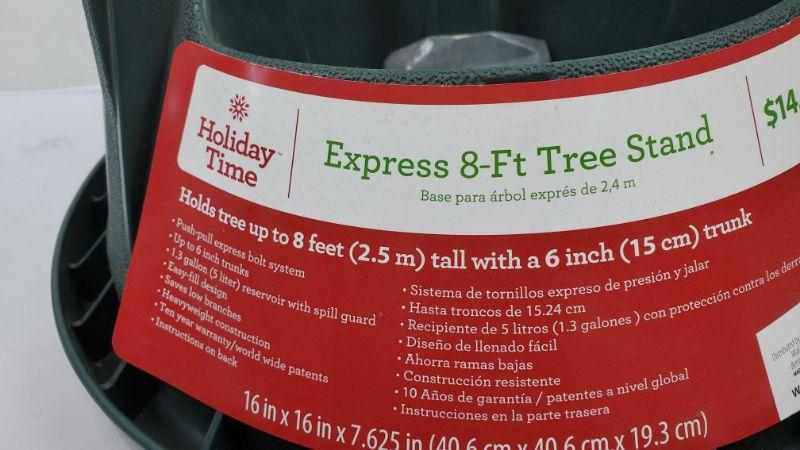 Holiday
Time™
Express 8-Ft Tree Stand
Base para árbol exprés de 2,4 m
$14
Holds tree up to 8 feet (2.5 m) tall with a 6 inch (15 cm) trunk
• Push-pull express bolt system
• Up to 6 inch trunks
• 1.3 gallon (5 liter) reservoir with spill guard
• Easy-fill design
• Saves low branches
• Heavyweight construction
• Ten year warranty/world wide patents
• Instructions on back
• Sistema de tornillos expreso de presión y jalar
• Hasta troncos de 15.24 cm
• Recipiente de 5 litros (1.3 galones ) con protección contra los
• Diseño de llenado fácil
• Ahorra ramas bajas
• Construcción resistente
• 10 Años de garantía / patentes a nivel global
• Instrucciones en la parte trasera
16 in x 16 in x 7.625 in (40.6 cm x 40.6 cm x 19.3 cm)